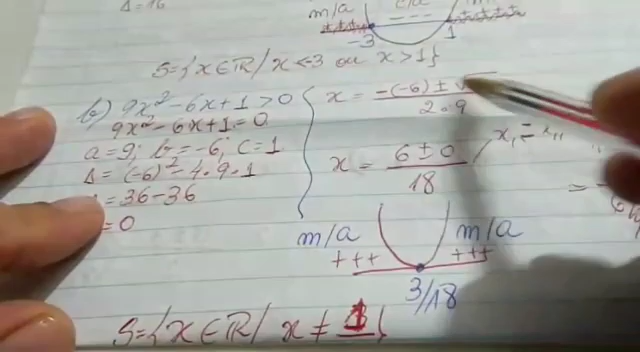 Δ=16
m/a m/a
+++ - - - ++++
-3 1
S={x∈ℝ/ x<-3 ou x>1}
b) 9x²-6x+1>0
9x²-6x+1=0
a=9; b=-6; c=1
Δ=(-6)²-4.9.1
=36-36
=0
x = -(-6) ±
2.9
x = 6 ± 0
18
x₁ = x₁₁
m/a m/a
+++ +++
3/18
S={x∈ℝ/ x ≠